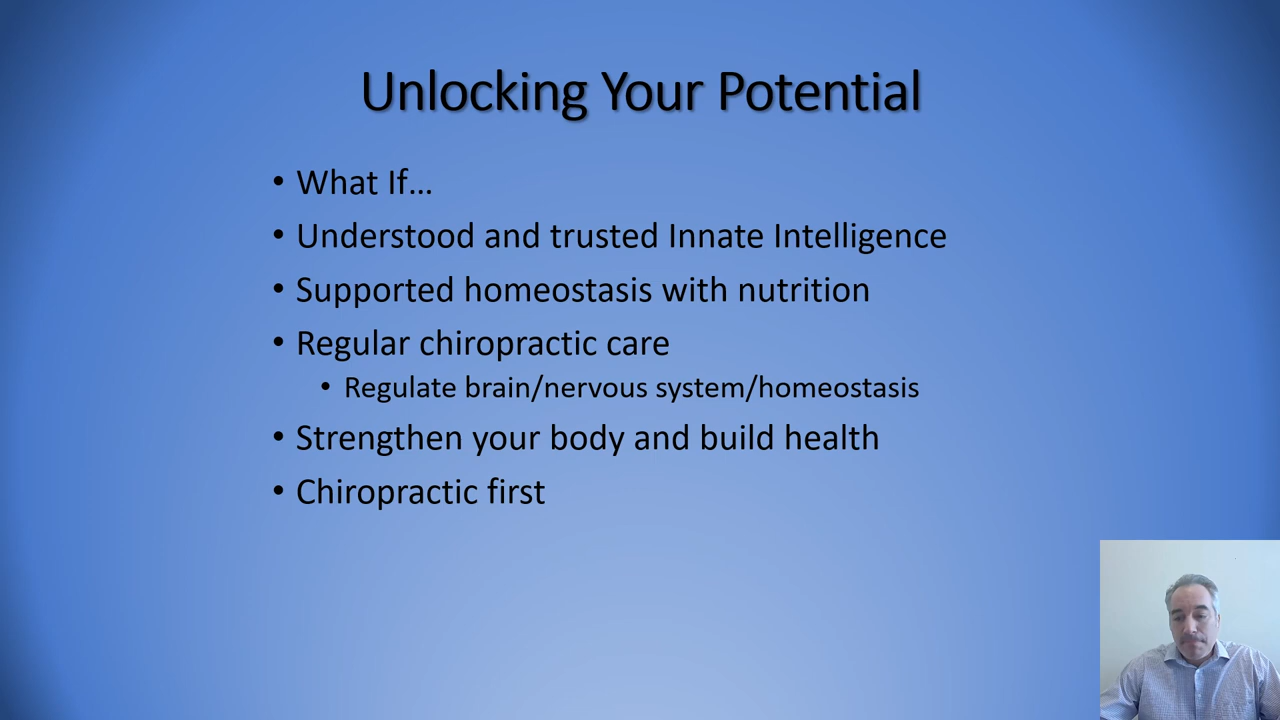 Unlocking Your Potential
• What If…
• Understood and trusted Innate Intelligence
• Supported homeostasis with nutrition
• Regular chiropractic care
• Regulate brain/nervous system/homeostasis
• Strengthen your body and build health
• Chiropractic first